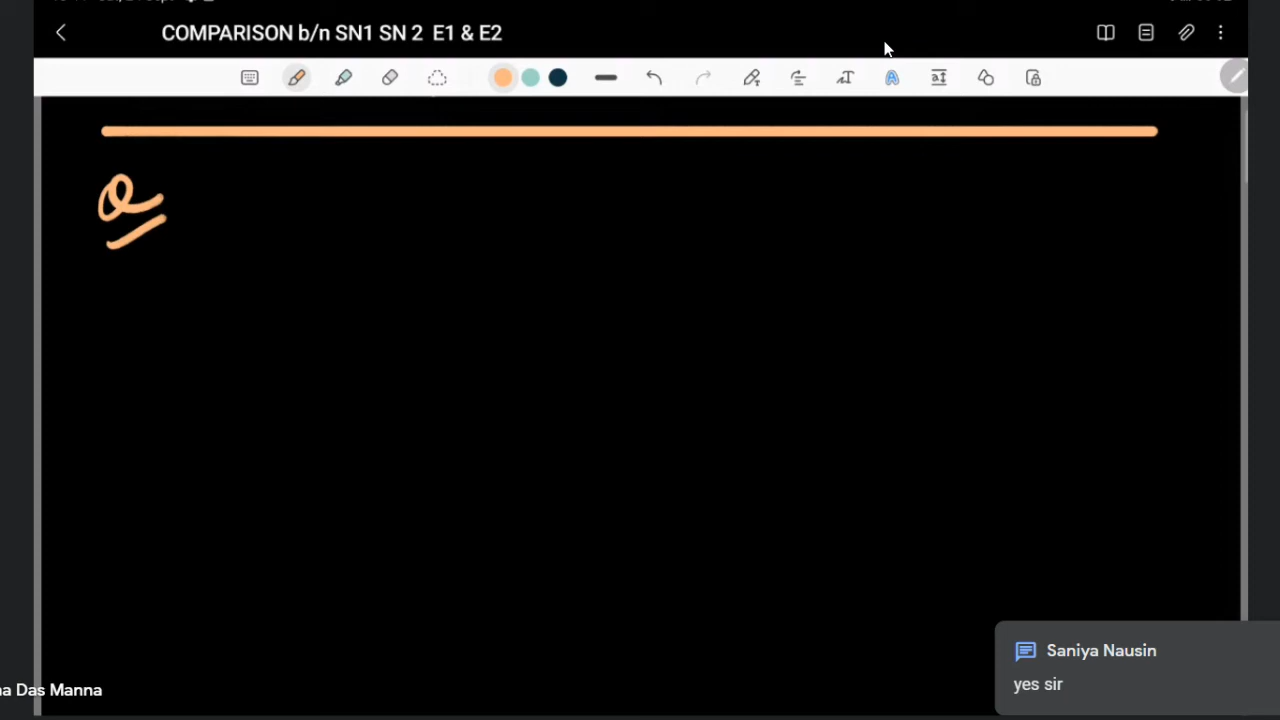 COMPARISON b/n SN1 SN 2 E1 & E2
Q
Saniya Nausin
yes sir
Das Manna